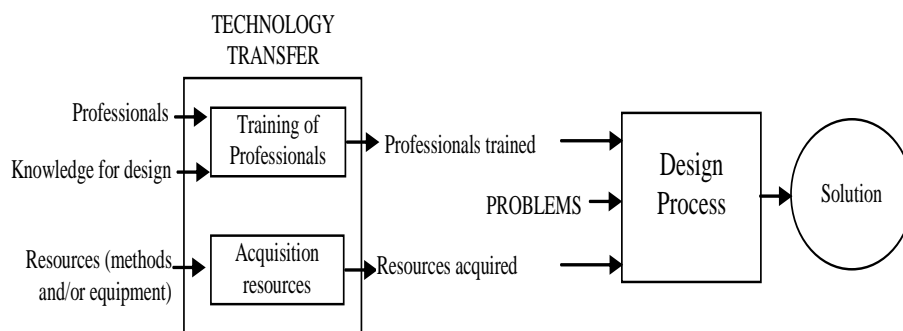 TECHNOLOGY
TRANSFER
Professionals
Knowledge for design
Training of
Professionals
Professionals trained
Resources (methods
and/or equipment)
Acquisition
resources
Resources acquired
PROBLEMS
Design
Process
Solution